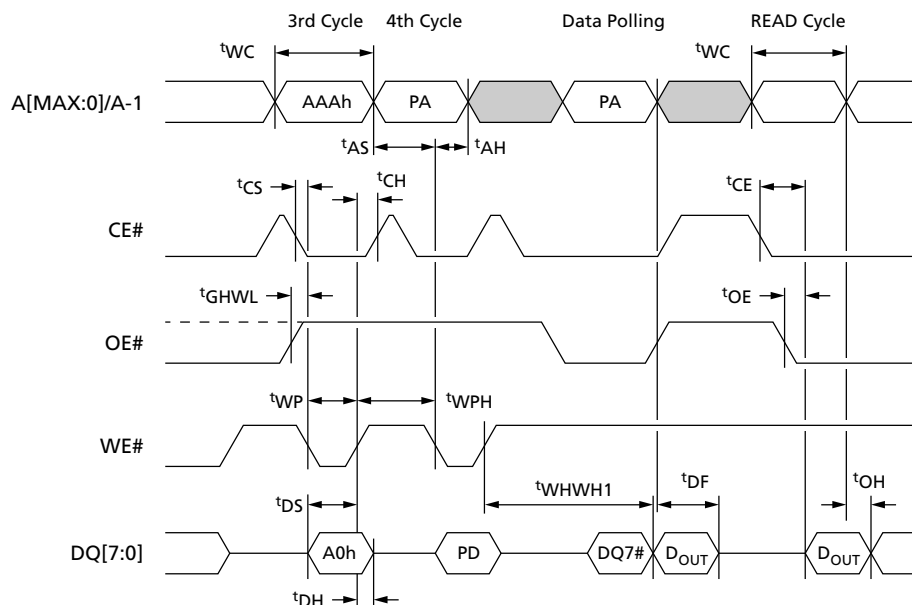 3rd Cycle 4th Cycle Data Polling READ Cycle
tWC tWC
A[MAX:0]/A-1 AAAh PA PA
tAS tAH
tCS tCH tCE
CE#
tGHWL tOE
OE#
tWP tWPH
WE#
tDS tWHWH1 tDF tOH
DQ[7:0] A0h PD DQ7# DOUT DOUT
tDH